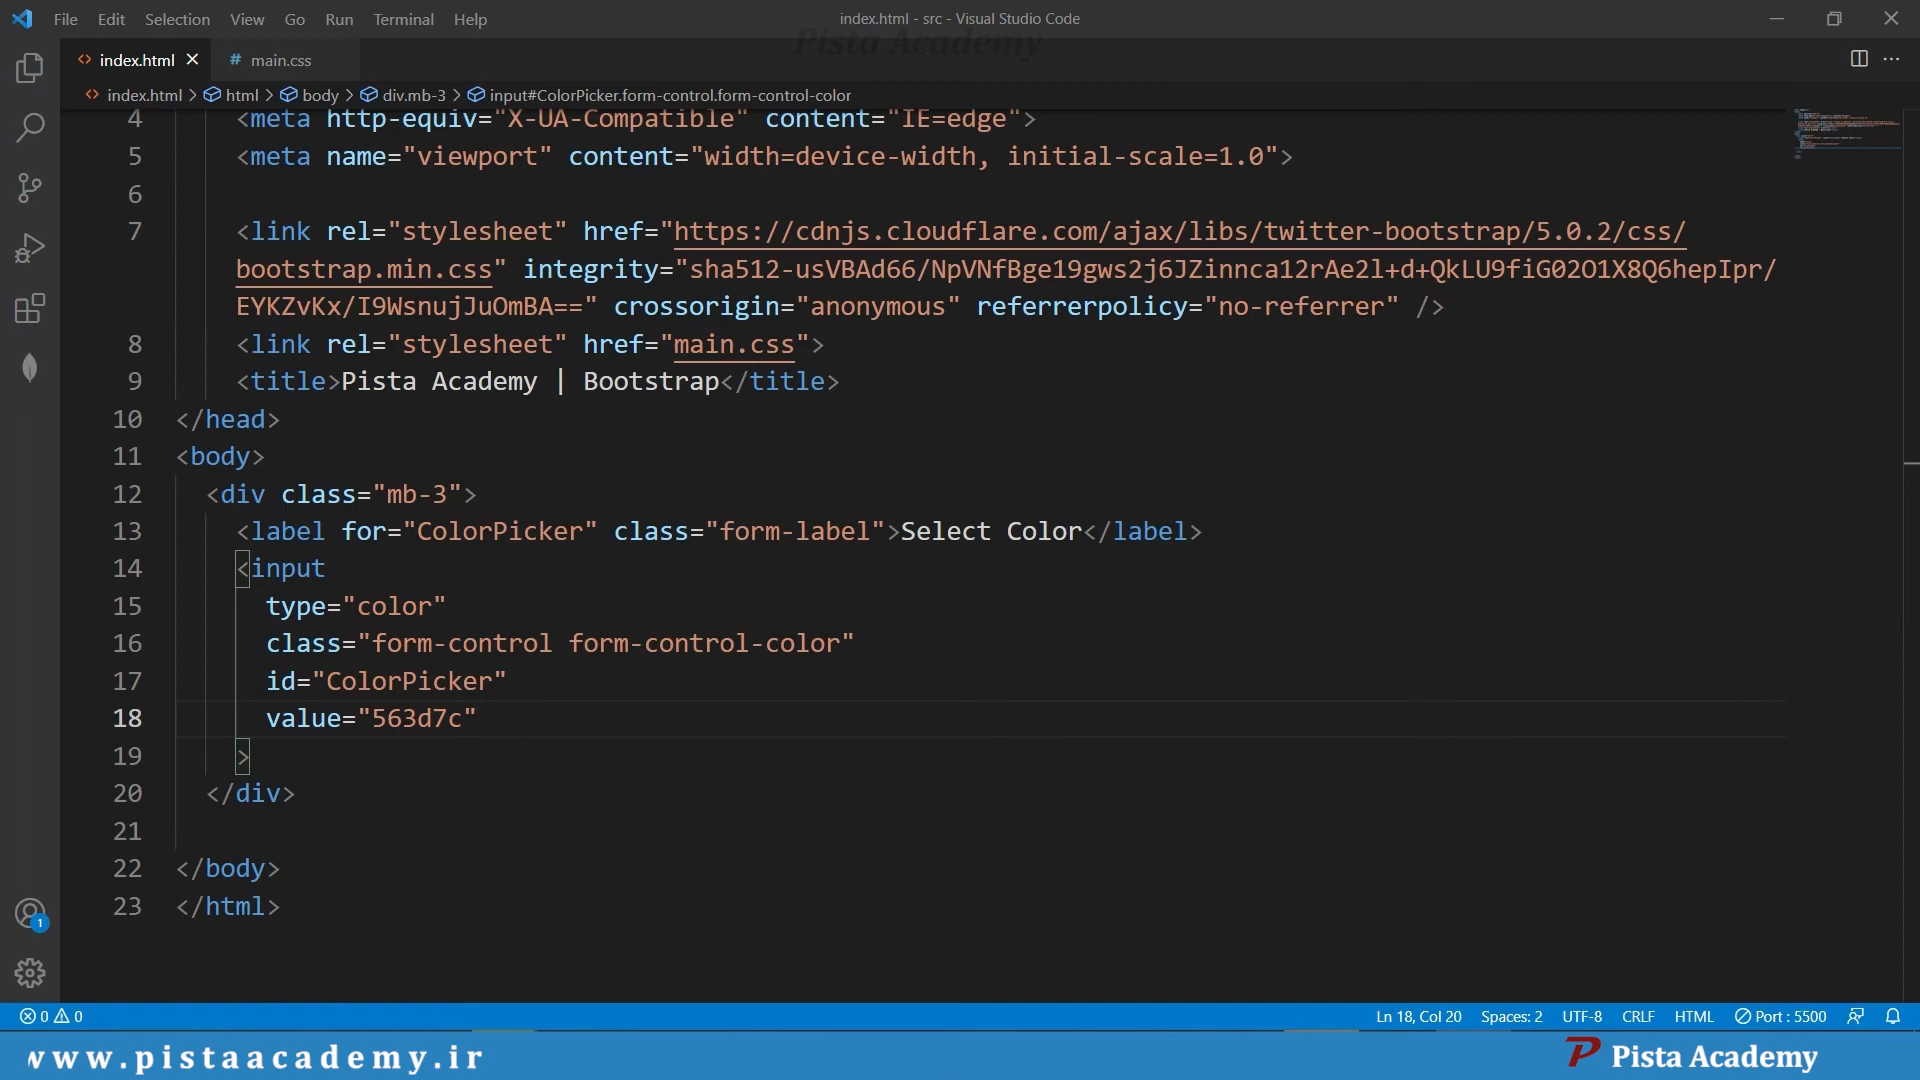 File Edit Selection View Go Run Terminal Help
index.html - src - Visual Studio Code
Pista Academy
index.html
# main.css
index.html > html > body > div.mb-3 > input#ColorPicker.form-control.form-control-color
4 <meta http-equiv="X-UA-Compatible" content="IE=edge">
5 <meta name="viewport" content="width=device-width, initial-scale=1.0">
6
7 <link rel="stylesheet" href="https://cdnjs.cloudflare.com/ajax/libs/twitter-bootstrap/5.0.2/css/
bootstrap.min.css" integrity="sha512-usVBAd66/NpVNfBge19gws2j6JZinnca12rAe2l+d+QkLU9fiG02O1X8Q6hepIpr/
EYKZvKx/I9WsnujJuOmBA==" crossorigin="anonymous" referrerpolicy="no-referrer" />
8 <link rel="stylesheet" href="main.css">
9 <title>Pista Academy | Bootstrap</title>
10 </head>
11 <body>
12 <div class="mb-3">
13 <label for="ColorPicker" class="form-label">Select Color</label>
14 <input
15 type="color"
16 class="form-control form-control-color"
17 id="ColorPicker"
18 value="563d7c"
19 >
20 </div>
21
22 </body>
23 </html>
1
0 0
Ln 18, Col 20 Spaces: 2 UTF-8 CRLF HTML Port : 5500
www.pistaacademy.ir
Pista Academy